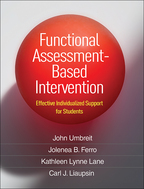 Functional
Assessment-
Based
Intervention
Effective Individualized Support
for Students
John Umbreit
Jolenea B. Ferro
Kathleen Lynne Lane
Carl J. Liaupsin